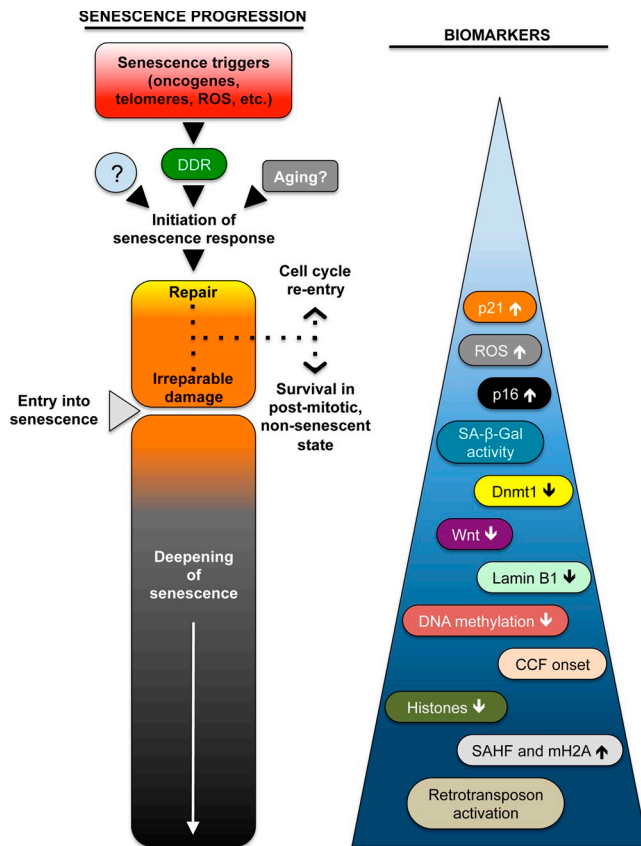 SENESCENCE PROGRESSION
Senescence triggers
(oncogenes,
telomeres, ROS, etc.)
?
DDR
Aging?
Initiation of
senescence response
Repair
Cell cycle
re-entry
Irreparable
damage
Survival in
post-mitotic,
non-senescent
state
Entry into
senescence
Deepening
of
senescence
BIOMARKERS
p21
ROS
p16
SA-β-Gal
activity
Dnmt1
Wnt
Lamin B1
DNA methylation
CCF onset
Histones
SAHF and mH2A
Retrotransposon
activation